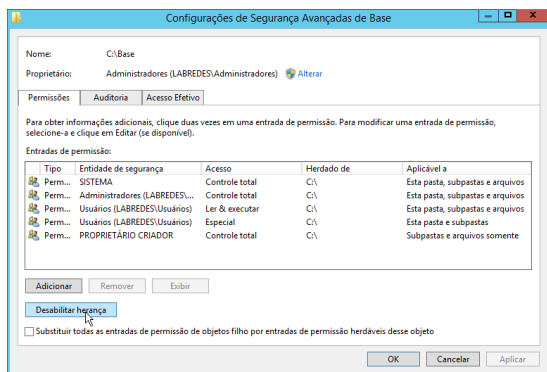 Configurações de Segurança Avançadas de Base
Nome: C:\Base
Proprietário: Administradores (LABREDES\Administradores) Alterar
Permissões Auditoria Acesso Efetivo
Para obter informações adicionais, clique duas vezes em uma entrada de permissão. Para modificar uma entrada de permissão,
selecione-a e clique em Editar (se disponível).
Entradas de permissão:
Tipo Entidade de segurança Acesso Herdado de Aplicável a
Perm... SISTEMA Controle total C:\ Esta pasta, subpastas e arquivos
Perm... Administradores (LABREDES\... Controle total C:\ Esta pasta, subpastas e arquivos
Perm... Usuários (LABREDES\Usuários) Ler & executar C:\ Esta pasta, subpastas e arquivos
Perm... Usuários (LABREDES\Usuários) Especial C:\ Esta pasta e subpastas
Perm... PROPRIETÁRIO CRIADOR Controle total C:\ Subpastas e arquivos somente
Adicionar Remover Exibir
Desabilitar herança
Substituir todas as entradas de permissão de objetos filho por entradas de permissão herdáveis desse objeto
OK Cancelar Aplicar